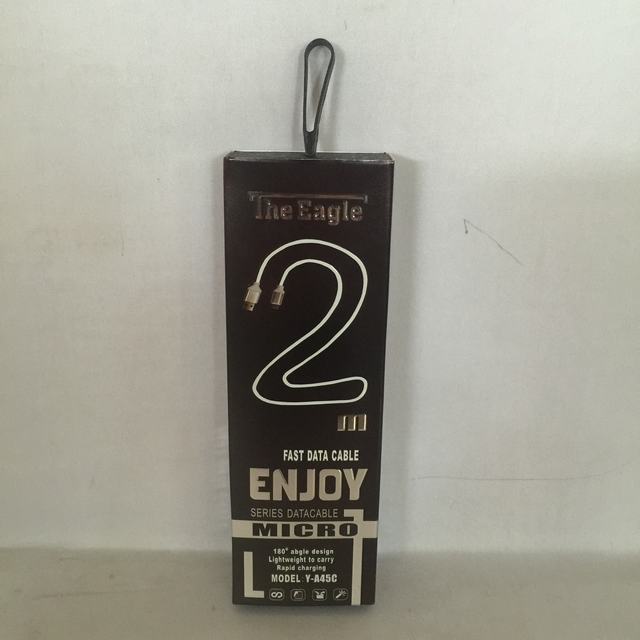 The Eagle
2
m
FAST DATA CABLE
ENJOY
SERIES DATACABLE
MICRO
180° abgle design
Lightweight to carry
Rapid charging
MODEL: Y-A45C